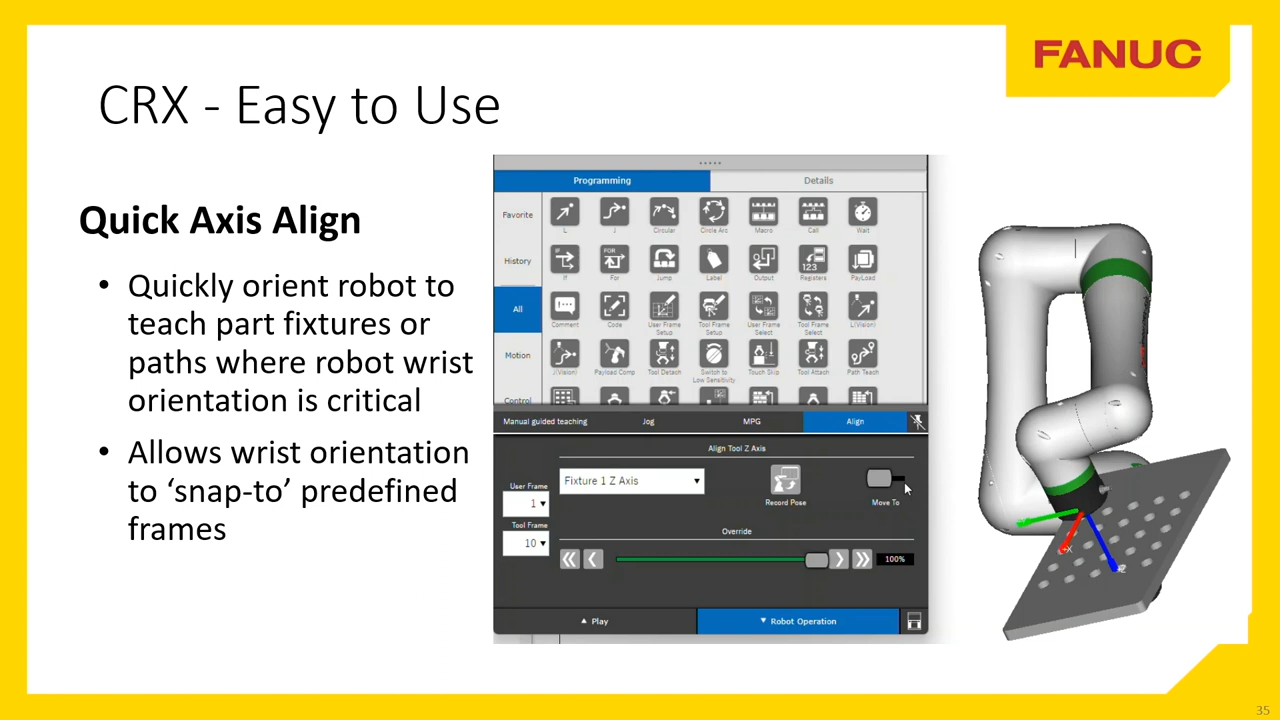 FANUC
CRX - Easy to Use
Quick Axis Align
• Quickly orient robot to
teach part fixtures or
paths where robot wrist
orientation is critical
• Allows wrist orientation
to ‘snap-to’ predefined
frames
Programming
Details
Favorite
History
All
Motion
Control
L
J
Circular
Circle Arc
Macro
Call
Wait
IF
If
FOR
For
Jump
Label
Output
123
Registers
PayLoad
Comment
Code
User Frame
Setup
Tool Frame
Setup
User Frame
Select
Tool Frame
Select
L(Vision)
J(Vision)
Payload Comp
Tool Detach
Switch to
Low Sensitivity
Touch Skip
Tool Attach
Path Teach
Manual guided teaching
Jog
MPG
Align
Align Tool Z Axis
User Frame
1
Tool Frame
10
Fixture 1 Z Axis
Record Pose
Move To
Override
100%
Play
Robot Operation
X
Z
35